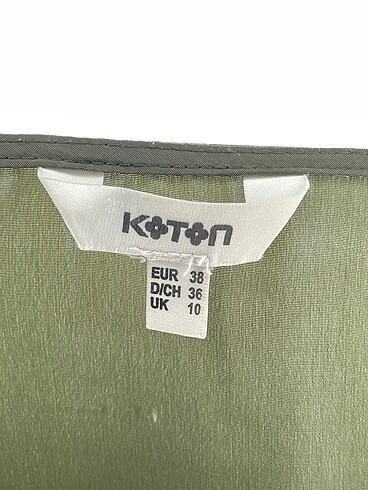 KOTON
EUR 38
D/CH 36
UK 10